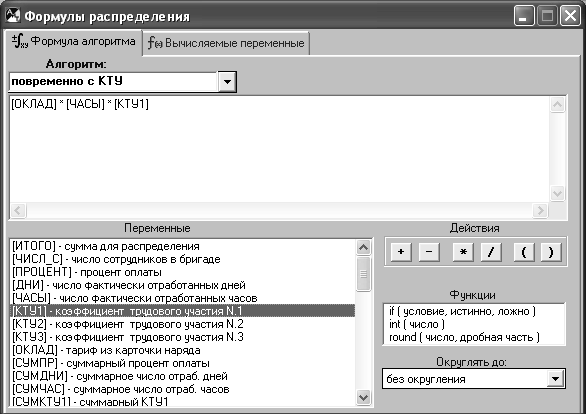 Формулы распределения
Формула алгоритма
Вычисляемые переменные
Алгоритм:
повременно с КТУ
[ОКЛАД] * [ЧАСЫ] * [КТУ1]
Переменные
[ИТОГО] - сумма для распределения
[ЧИСЛ_С] - число сотрудников в бригаде
[ПРОЦЕНТ] - процент оплаты
[ДНИ] - число фактически отработанных дней
[ЧАСЫ] - число фактически отработанных часов
[КТУ1] - коэффициент трудового участия N.1
[КТУ2] - коэффициент трудового участия N.2
[КТУ3] - коэффициент трудового участия N.3
[ОКЛАД] - тариф из карточки наряда
[СУМПР] - суммарный процент оплаты
[СУМДНИ] - суммарное число отраб. дней
[СУМЧАС] - суммарное число отраб. часов
[СУМКТУ1] - суммарный КТУ1
Действия
+ − * / ( )
Функции
if ( условие, истинно, ложно )
int ( число )
round ( число, дробная часть )
Округлять до:
без округления